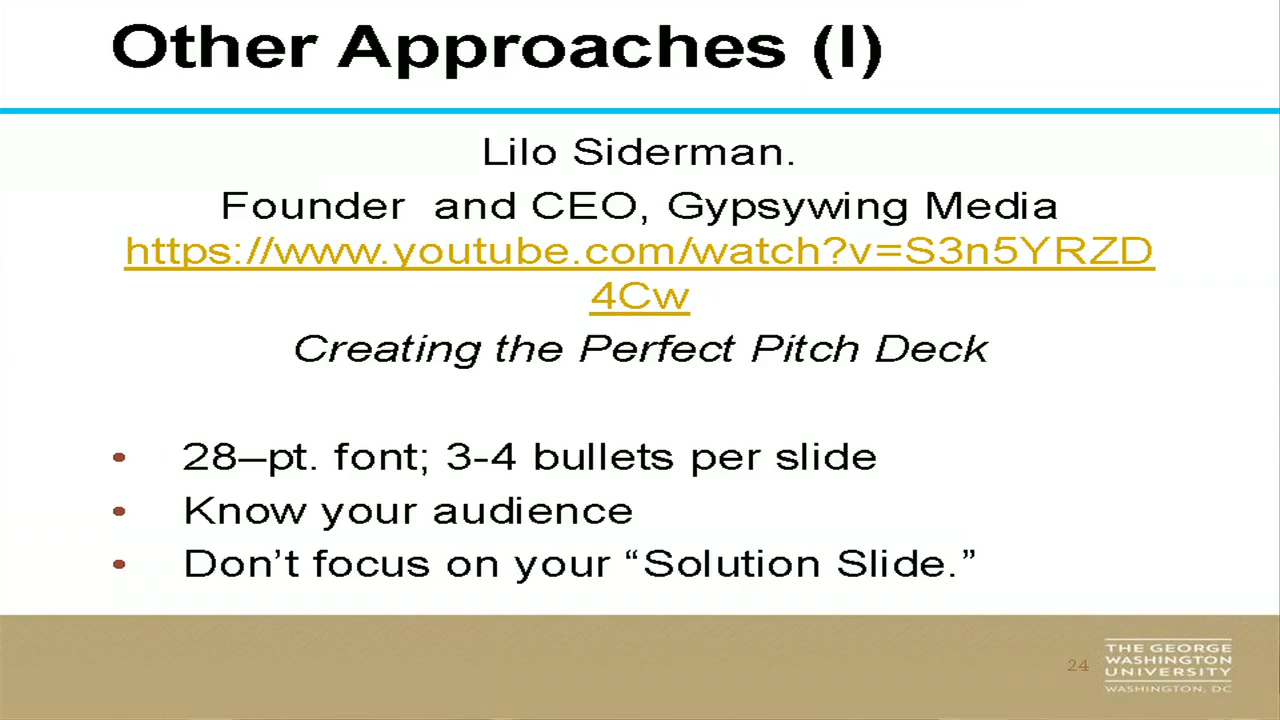 Other Approaches (I)
Lilo Siderman.
Founder and CEO, Gypsywing Media
https://www.youtube.com/watch?v=S3n5YRZD
4Cw
Creating the Perfect Pitch Deck
• 28–pt. font; 3-4 bullets per slide
• Know your audience
• Don’t focus on your “Solution Slide.”
24
THE GEORGE
WASHINGTON
UNIVERSITY
WASHINGTON, DC